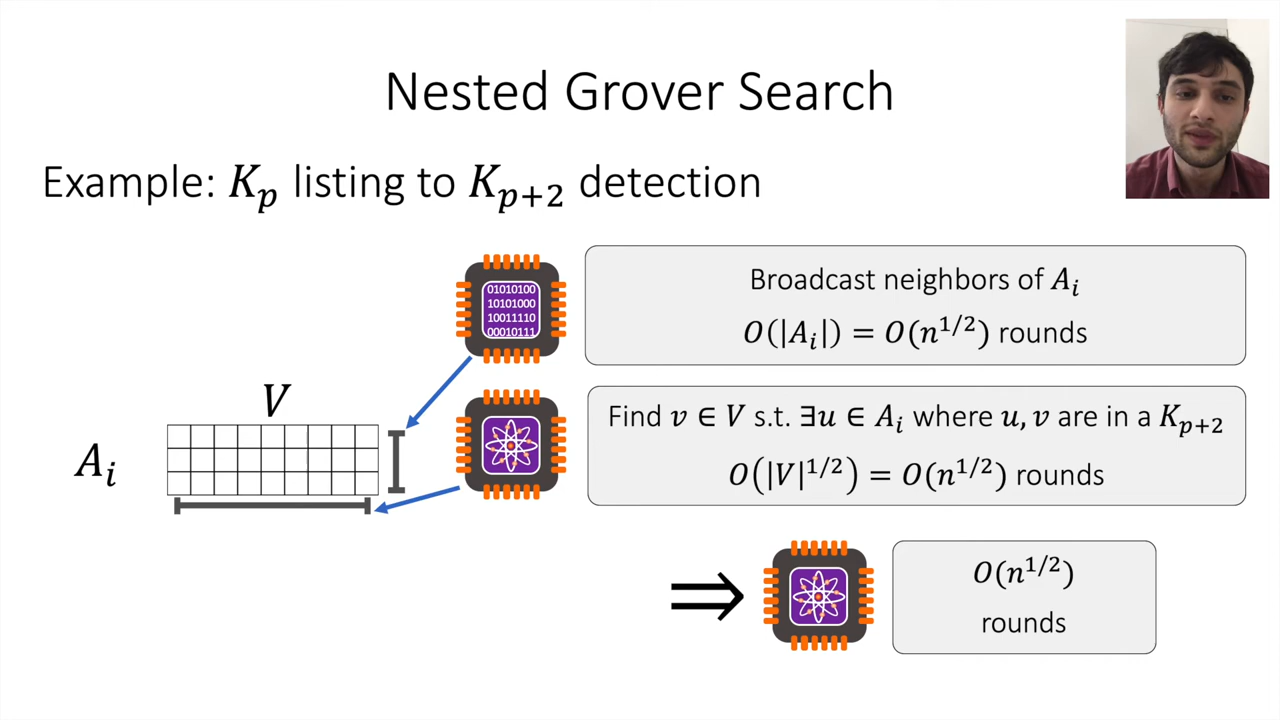 Nested Grover Search
Example: K_p listing to K_{p+2} detection
01010100
10101000
10011110
00010111
Broadcast neighbors of A_i
O(|A_i|) = O(n^{1/2}) rounds
V
A_i
Find v ∈ V s.t. ∃u ∈ A_i where u, v are in a K_{p+2}
O(|V|^{1/2}) = O(n^{1/2}) rounds
⇒
O(n^{1/2})
rounds